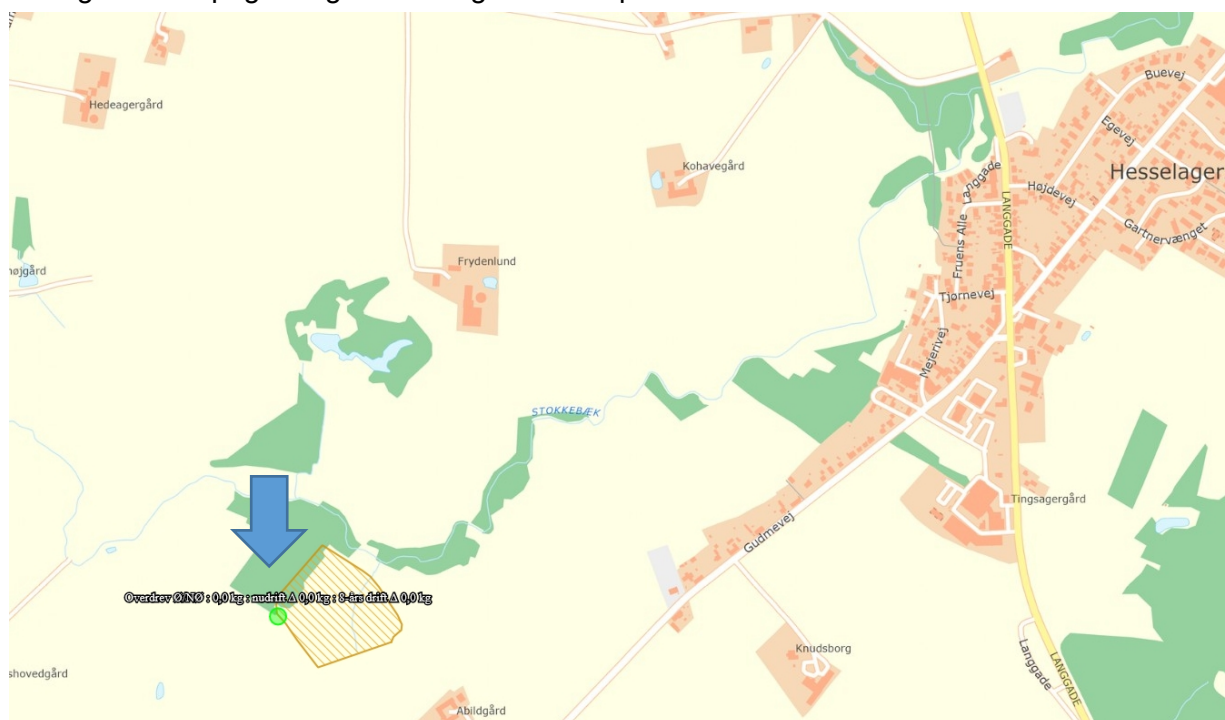 Buevej
Hedeagergård
Egevej
Kohavegård
Hesselager
Langgade
Højdevej
LANGGADE
Gartnervænget
Fruens Alle
Frydenlund
højgård
Tjørnevej
Mejerivej
STOKKEBÆK
Tingsagergård
Gudmevej
Overdrev Ø/NØ : 0,0 kg : nudrift Δ 0,0 kg : 8-års drift Δ 0,0 kg
Knudsborg
shovedgård
Langgade
LANGGADE
Abildgård